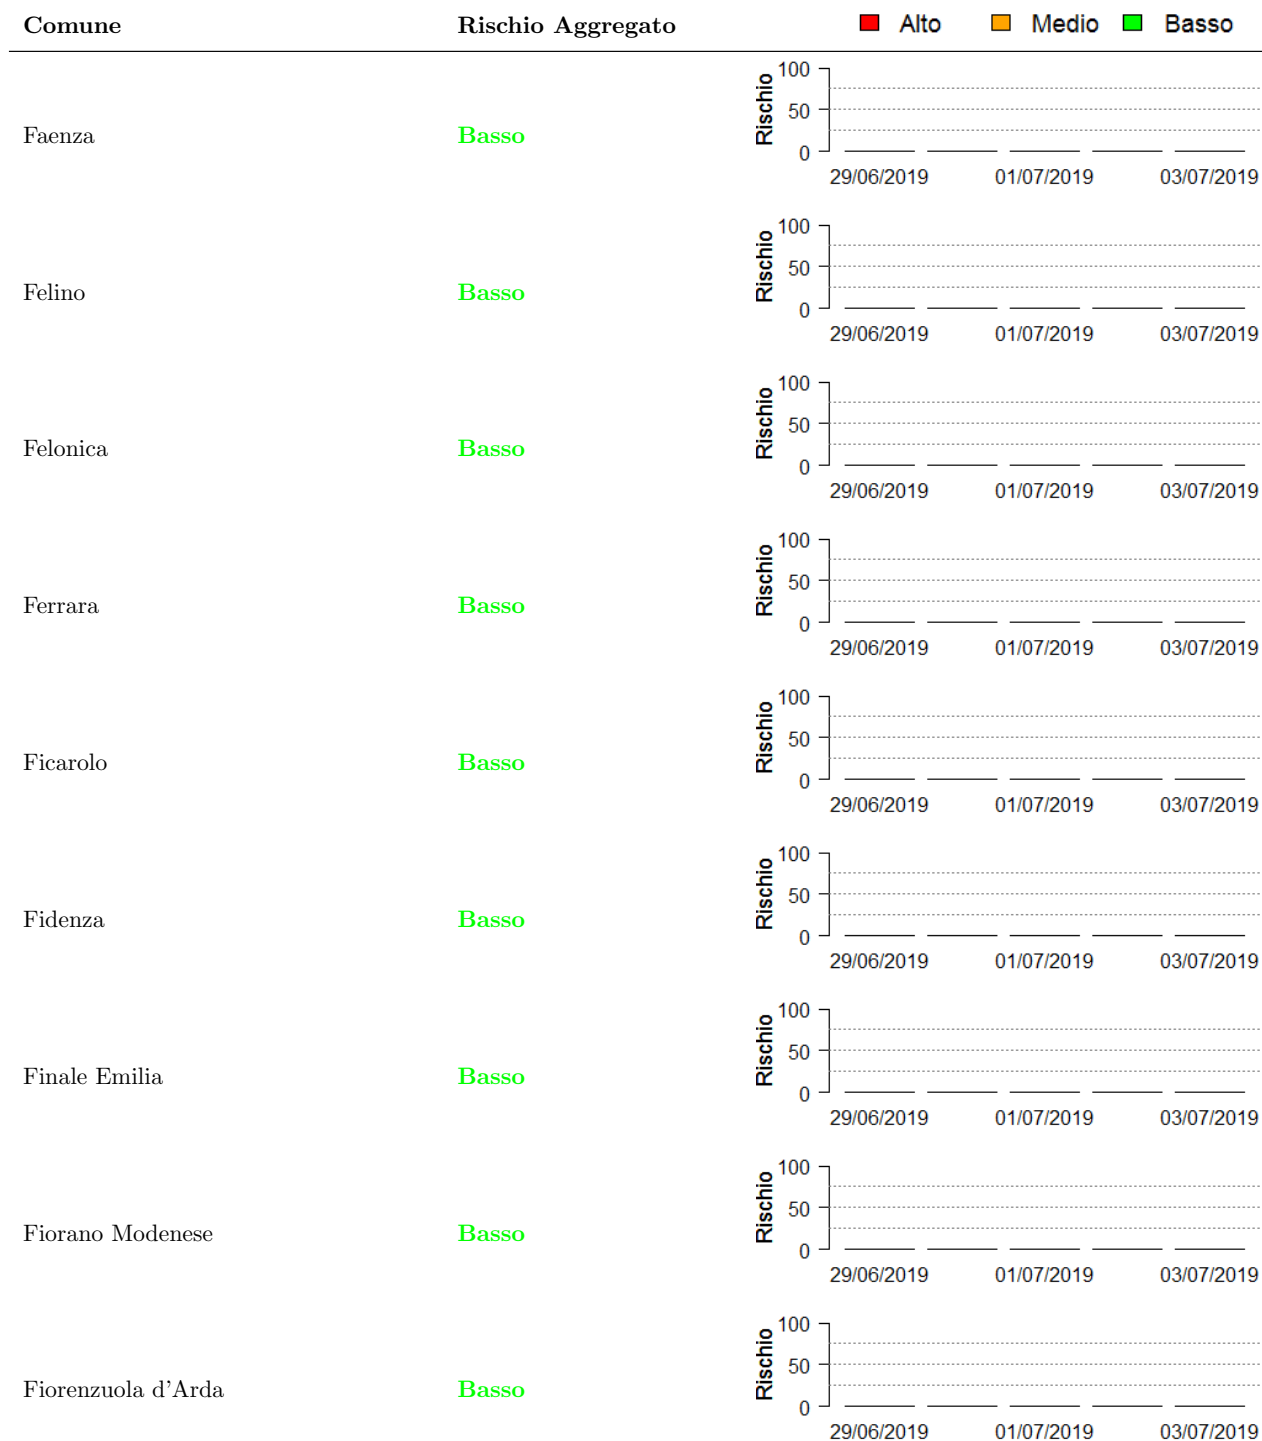 Comune Rischio Aggregato Alto Medio Basso
Faenza Basso Rischio 100 50 0
29/06/2019 01/07/2019 03/07/2019
Felino Basso Rischio 100 50 0
29/06/2019 01/07/2019 03/07/2019
Felonica Basso Rischio 100 50 0
29/06/2019 01/07/2019 03/07/2019
Ferrara Basso Rischio 100 50 0
29/06/2019 01/07/2019 03/07/2019
Ficarolo Basso Rischio 100 50 0
29/06/2019 01/07/2019 03/07/2019
Fidenza Basso Rischio 100 50 0
29/06/2019 01/07/2019 03/07/2019
Finale Emilia Basso Rischio 100 50 0
29/06/2019 01/07/2019 03/07/2019
Fiorano Modenese Basso Rischio 100 50 0
29/06/2019 01/07/2019 03/07/2019
Fiorenzuola d'Arda Basso Rischio 100 50 0
29/06/2019 01/07/2019 03/07/2019